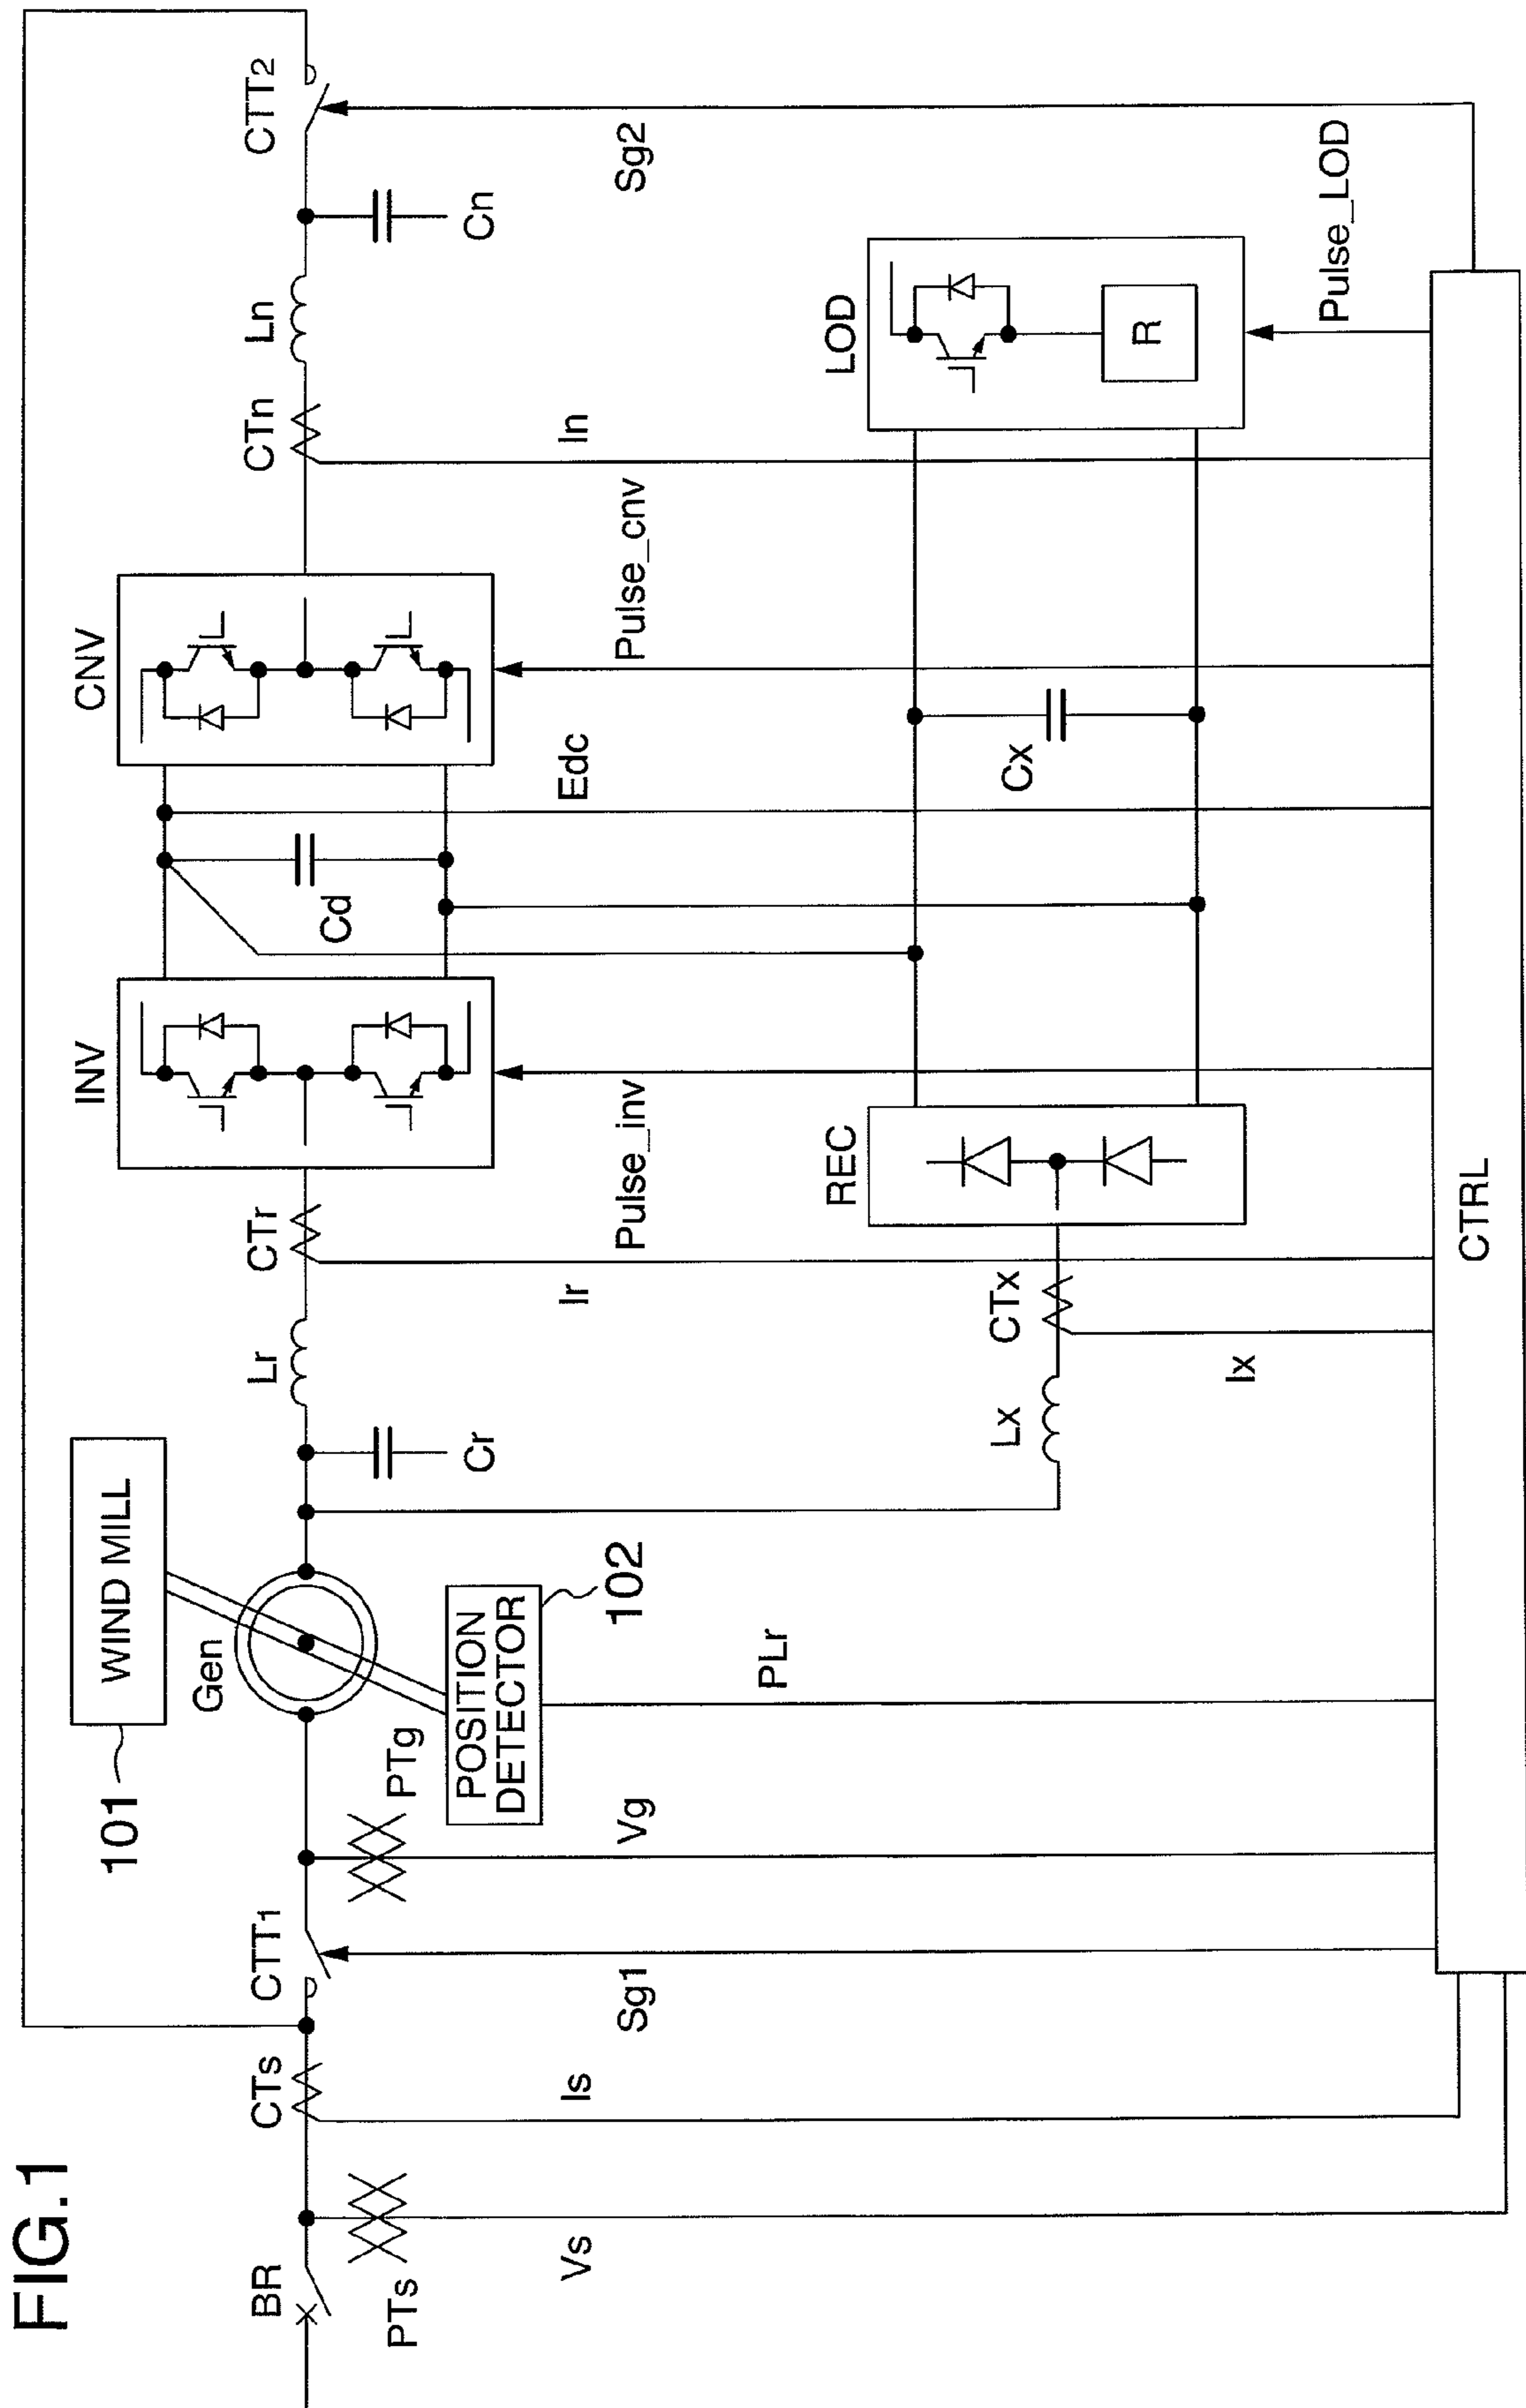 FIG.1
BR
PTs
Vs
CTs
Is
CTT1
Sg1
PTg
Vg
101
WIND MILL
Gen
POSITION
DETECTOR
102
PLr
Cr
Lr
CTr
Ir
Lx
CTx
Ix
INV
Pulse_inv
REC
Cd
Edc
CNV
Pulse_cnv
Cx
CTn
In
Ln
Cn
CTT2
Sg2
LOD
R
Pulse_LOD
CTRL